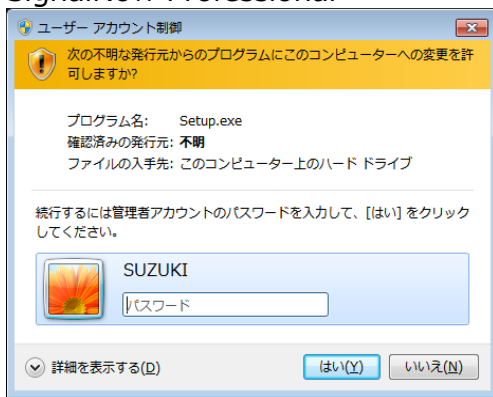 ユーザー アカウント制御
次の不明な発行元からのプログラムにこのコンピューターへの変更を許
可しますか?
プログラム名: Setup.exe
確認済みの発行元: 不明
ファイルの入手先: このコンピューター上のハード ドライブ
続行するには管理者アカウントのパスワードを入力して、[はい] をクリック
してください。
SUZUKI
パスワード
詳細を表示する(D)
はい(Y)
いいえ(N)